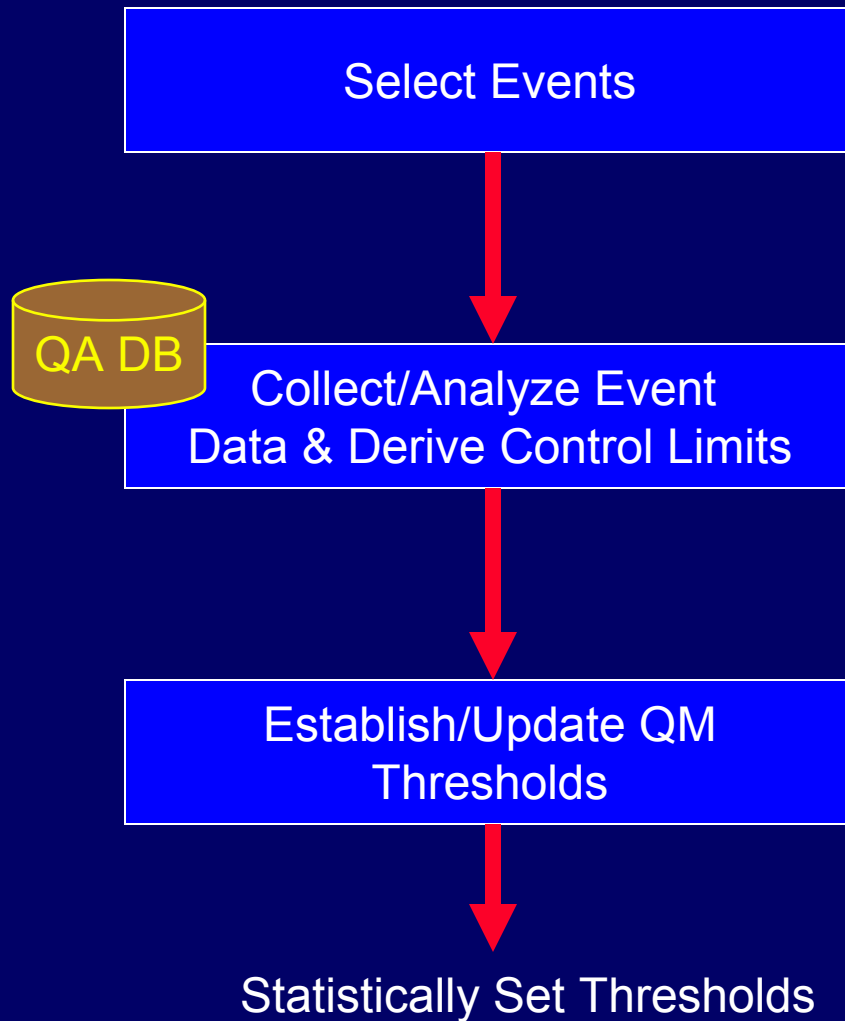 Select Events
QA DB
Collect/Analyze Event
Data & Derive Control Limits
Establish/Update QM
Thresholds
Statistically Set Thresholds